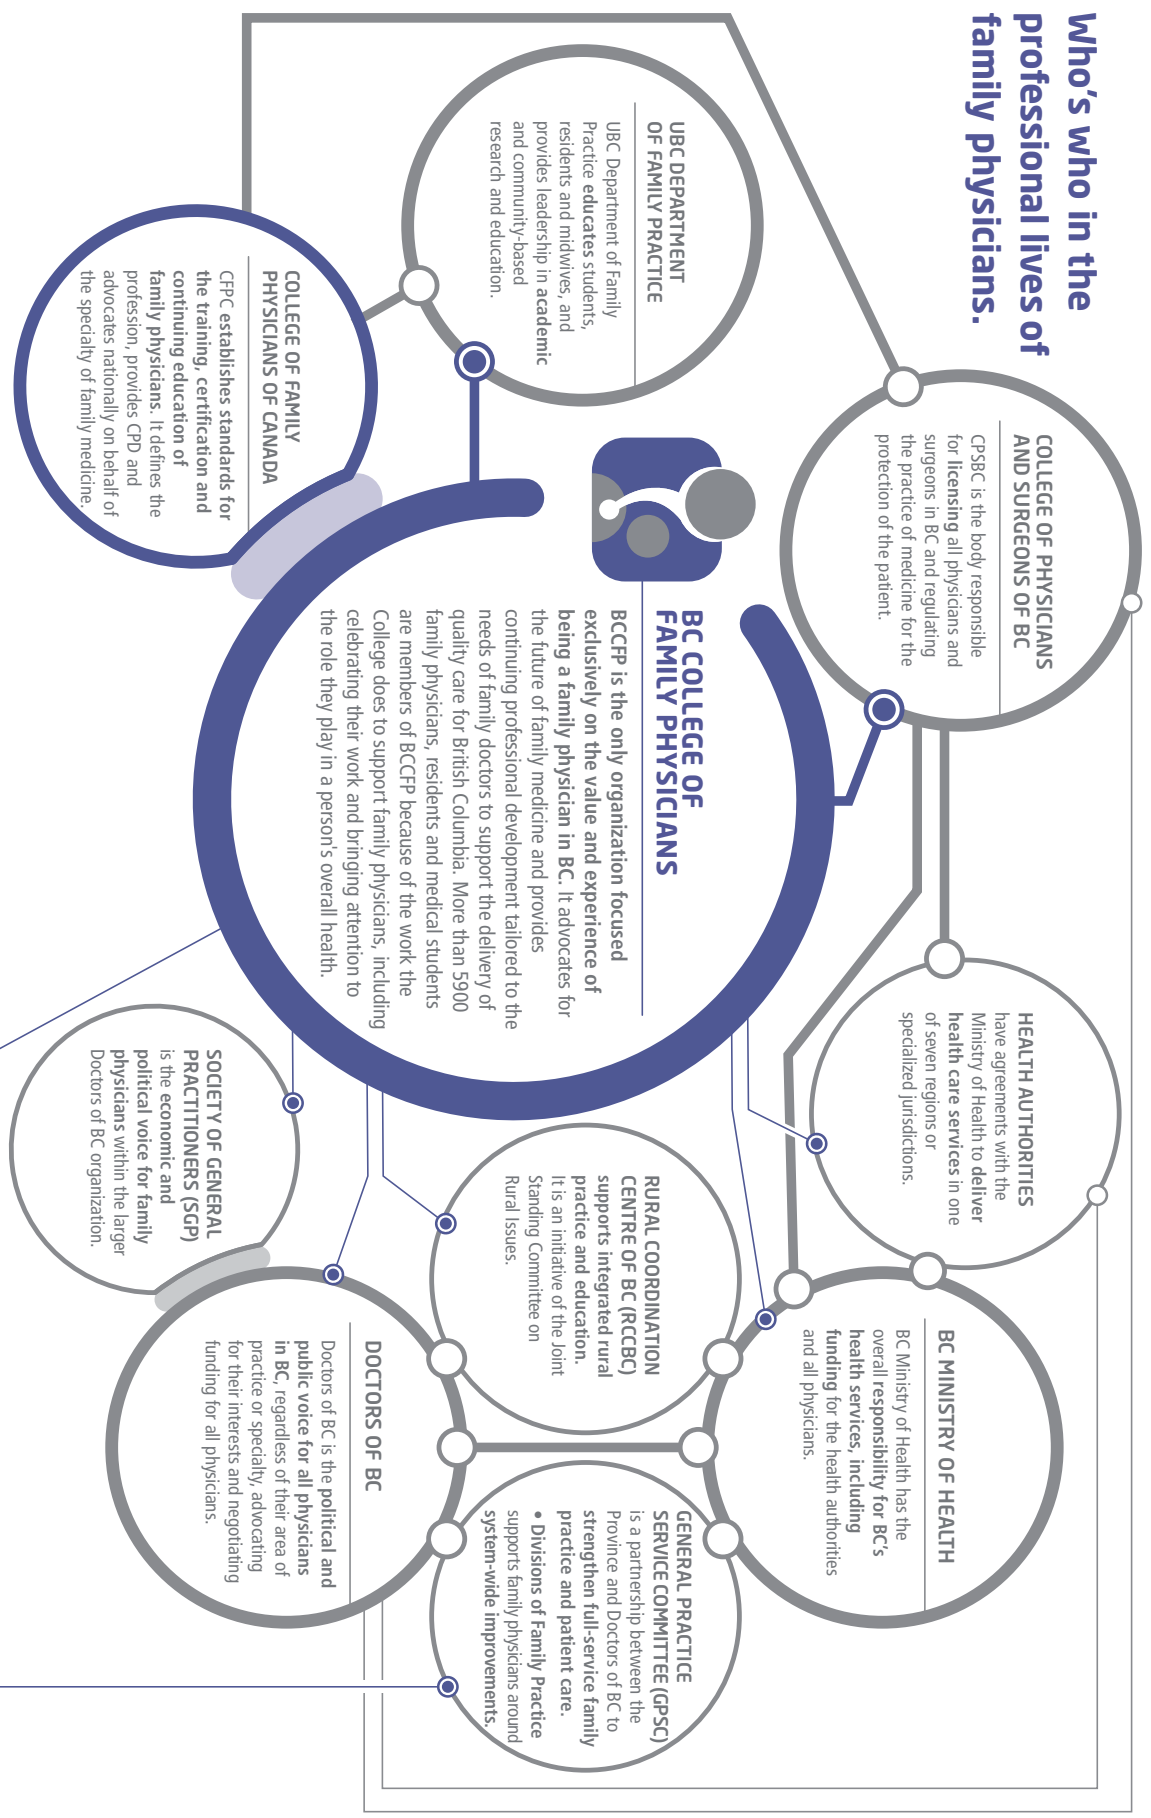 Who's who in the
professional lives of
family physicians.
UBC DEPARTMENT
OF FAMILY PRACTICE
UBC Department of Family
Practice educates students,
residents and midwives, and
provides leadership in academic
and community-based
research and education.
COLLEGE OF FAMILY
PHYSICIANS OF CANADA
CFPC establishes standards for
the training, certification and
continuing education of
family physicians. It defines the
profession, provides CPD and
advocates nationally on behalf of
the specialty of family medicine.
COLLEGE OF PHYSICIANS
AND SURGEONS OF BC
CPSBC is the body responsible
for licensing all physicians and
surgeons in BC and regulating
the practice of medicine for the
protection of the patient.
BC COLLEGE OF
FAMILY PHYSICIANS
BCCFP is the only organization focused
exclusively on the value and experience of
being a family physician in BC. It advocates for
the future of family medicine and provides
continuing professional development tailored to the
needs of family doctors to support the delivery of
quality care for British Columbia. More than 5900
family physicians, residents and medical students
are members of BCCFP because of the work the
College does to support family physicians, including
celebrating their work and bringing attention to
the role they play in a person's overall health.
HEALTH AUTHORITIES
have agreements with the
Ministry of Health to deliver
health care services in one
of seven regions or
specialized jurisdictions.
RURAL COORDINATION
CENTRE OF BC (RCCBC)
supports integrated rural
practice and education.
It is an initiative of the Joint
Standing Committee on
Rural Issues.
SOCIETY OF GENERAL
PRACTITIONERS (SGP)
is the economic and
political voice for family
physicians within the larger
Doctors of BC organization.
BC MINISTRY OF HEALTH
BC Ministry of Health has the
overall responsibility for BC's
health services, including
funding for the health authorities
and all physicians.
DOCTORS OF BC
Doctors of BC is the political and
public voice for all physicians
in BC, regardless of their area of
practice or specialty, advocating
for their interests and negotiating
funding for all physicians.
GENERAL PRACTICE
SERVICE COMMITTEE (GPSC)
is a partnership between the
Province and Doctors of BC to
strengthen full-service family
practice and patient care.
• Divisions of Family Practice
supports family physicians around
system-wide improvements.